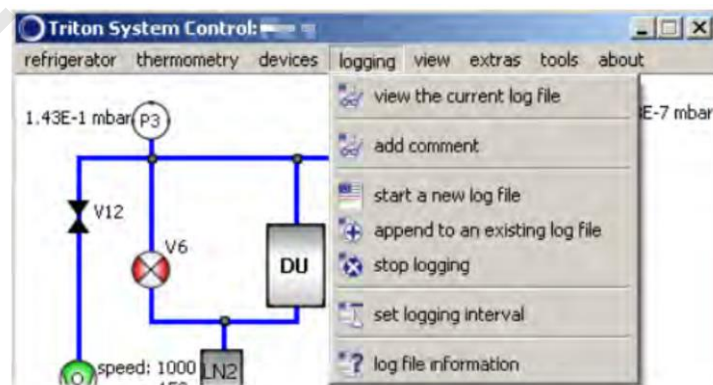 Triton System Control:
refrigerator thermometry devices logging view extras tools about
view the current log file
1.43E-1 mbar P3
E-7 mbar
add comment
start a new log file
V12
append to an existing log file
V6
DU
stop logging
set logging interval
speed: 1000 LN2
log file information